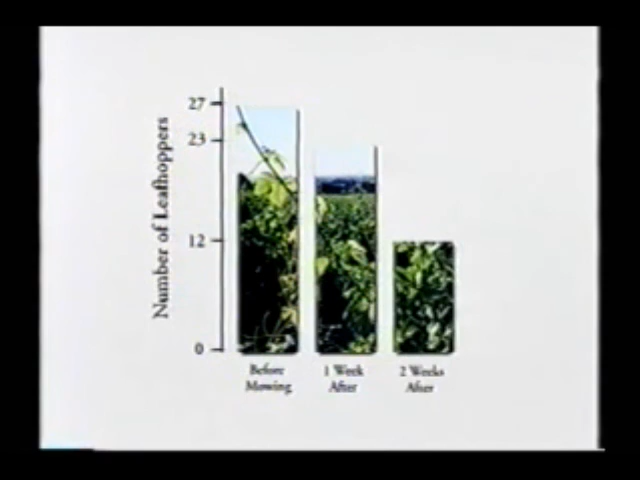 27
23
12
0
Number of Leafhoppers
Before
Mowing
1 Week
After
2 Weeks
After